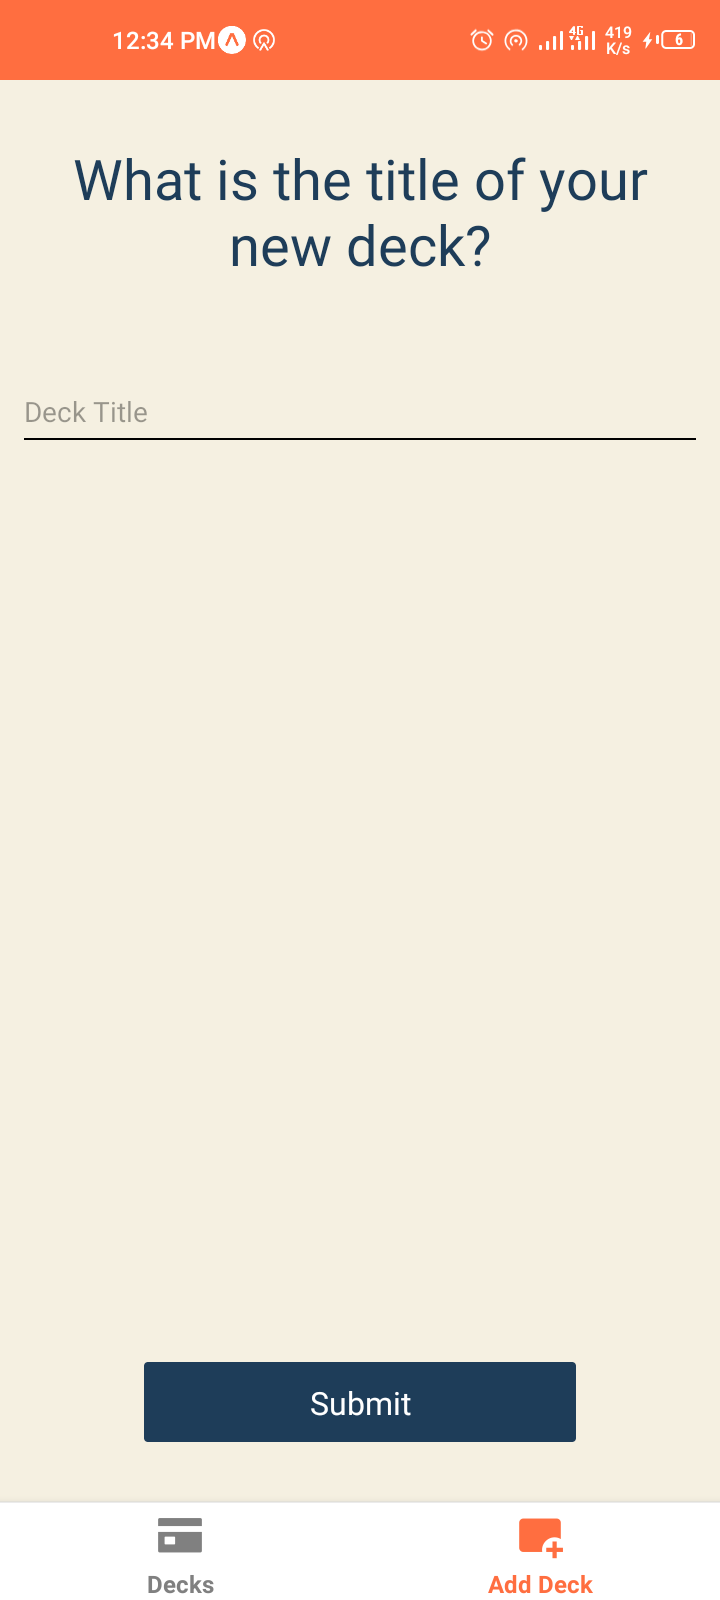 12:34 PM
4G
419
K/s
6
What is the title of your
new deck?
Deck Title
Submit
Decks
Add Deck